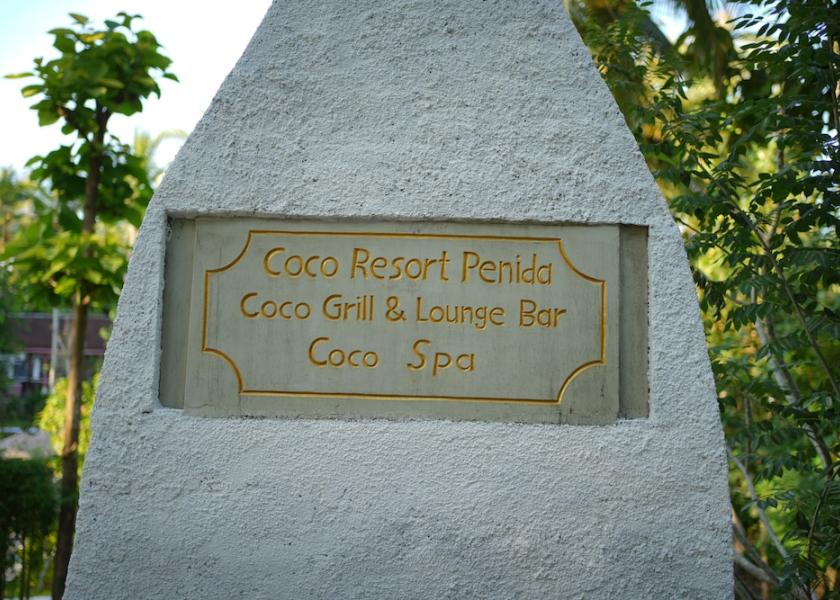 Coco Resort Penida
Coco Grill & Lounge Bar
Coco Spa